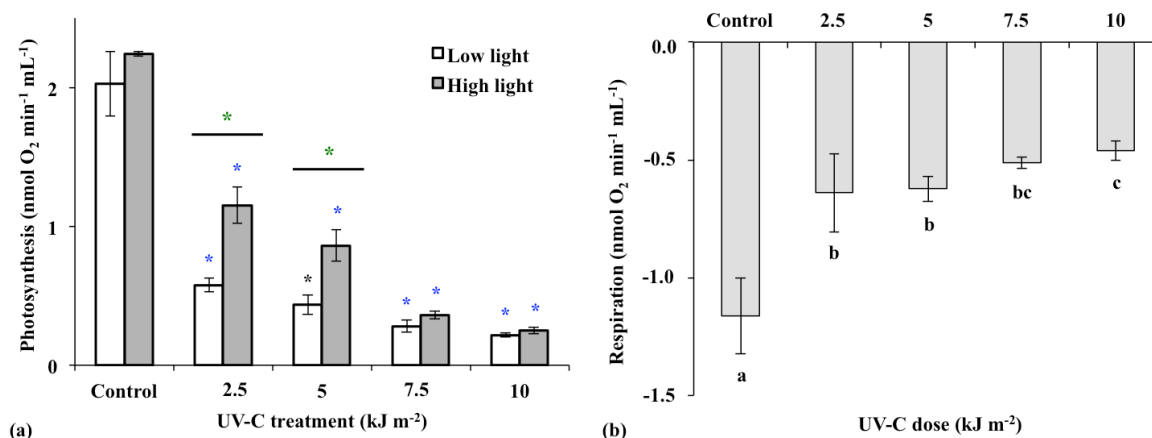 Photosynthesis (nmol O₂ min⁻¹ mL⁻¹)
2
1
0
Low light
High light
*
*
*
*
*
*
*
*
*
*
Control 2.5 5 7.5 10
UV-C treatment (kJ m⁻²)
(a)
Control 2.5 5 7.5 10
Respiration (nmol O₂ min⁻¹ mL⁻¹)
0.0
-0.5
-1.0
-1.5
a
b
b
bc
c
UV-C dose (kJ m⁻²)
(b)